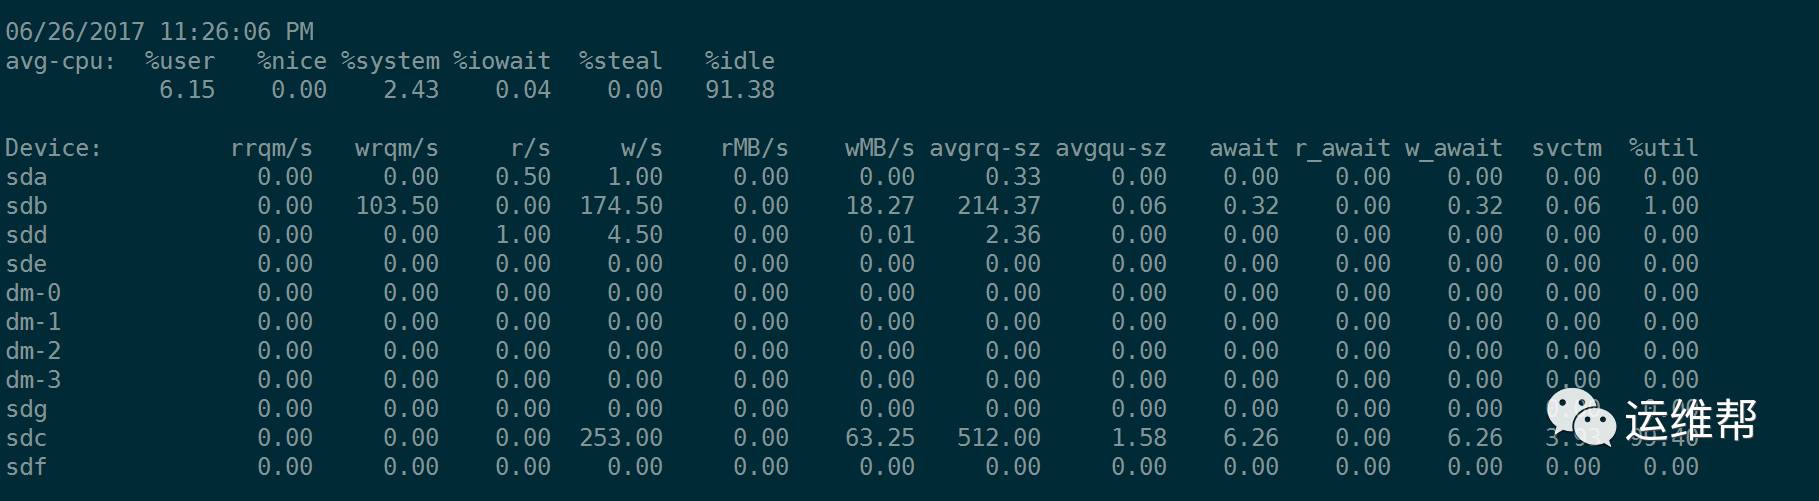 06/26/2017 11:26:06 PM
avg-cpu:  %user   %nice %system %iowait  %steal   %idle
           6.15    0.00    2.43    0.04    0.00   91.38
Device:         rrqm/s   wrqm/s     r/s     w/s    rMB/s    wMB/s avgrq-sz avgqu-sz   await r_await w_await  svctm  %util
sda               0.00     0.00    0.50    1.00     0.00     0.00     0.33     0.00    0.00    0.00    0.00   0.00   0.00
sdb               0.00   103.50    0.00  174.50     0.00    18.27   214.37     0.06    0.32    0.00    0.32   0.06   1.00
sdd               0.00     0.00    1.00    4.50     0.00     0.01     2.36     0.00    0.00    0.00    0.00   0.00   0.00
sde               0.00     0.00    0.00    0.00     0.00     0.00     0.00     0.00    0.00    0.00    0.00   0.00   0.00
dm-0              0.00     0.00    0.00    0.00     0.00     0.00     0.00     0.00    0.00    0.00    0.00   0.00   0.00
dm-1              0.00     0.00    0.00    0.00     0.00     0.00     0.00     0.00    0.00    0.00    0.00   0.00   0.00
dm-2              0.00     0.00    0.00    0.00     0.00     0.00     0.00     0.00    0.00    0.00    0.00   0.00   0.00
dm-3              0.00     0.00    0.00    0.00     0.00     0.00     0.00     0.00    0.00    0.00    0.00   0.00   0.00
sdg               0.00     0.00    0.00    0.00     0.00     0.00     0.00     0.00    0.00    0.00    0.00
sdc               0.00     0.00    0.00  253.00     0.00    63.25   512.00     1.58    6.26    0.00    6.26
sdf               0.00     0.00    0.00    0.00     0.00     0.00     0.00     0.00    0.00    0.00    0.00   0.00   0.00
运维帮